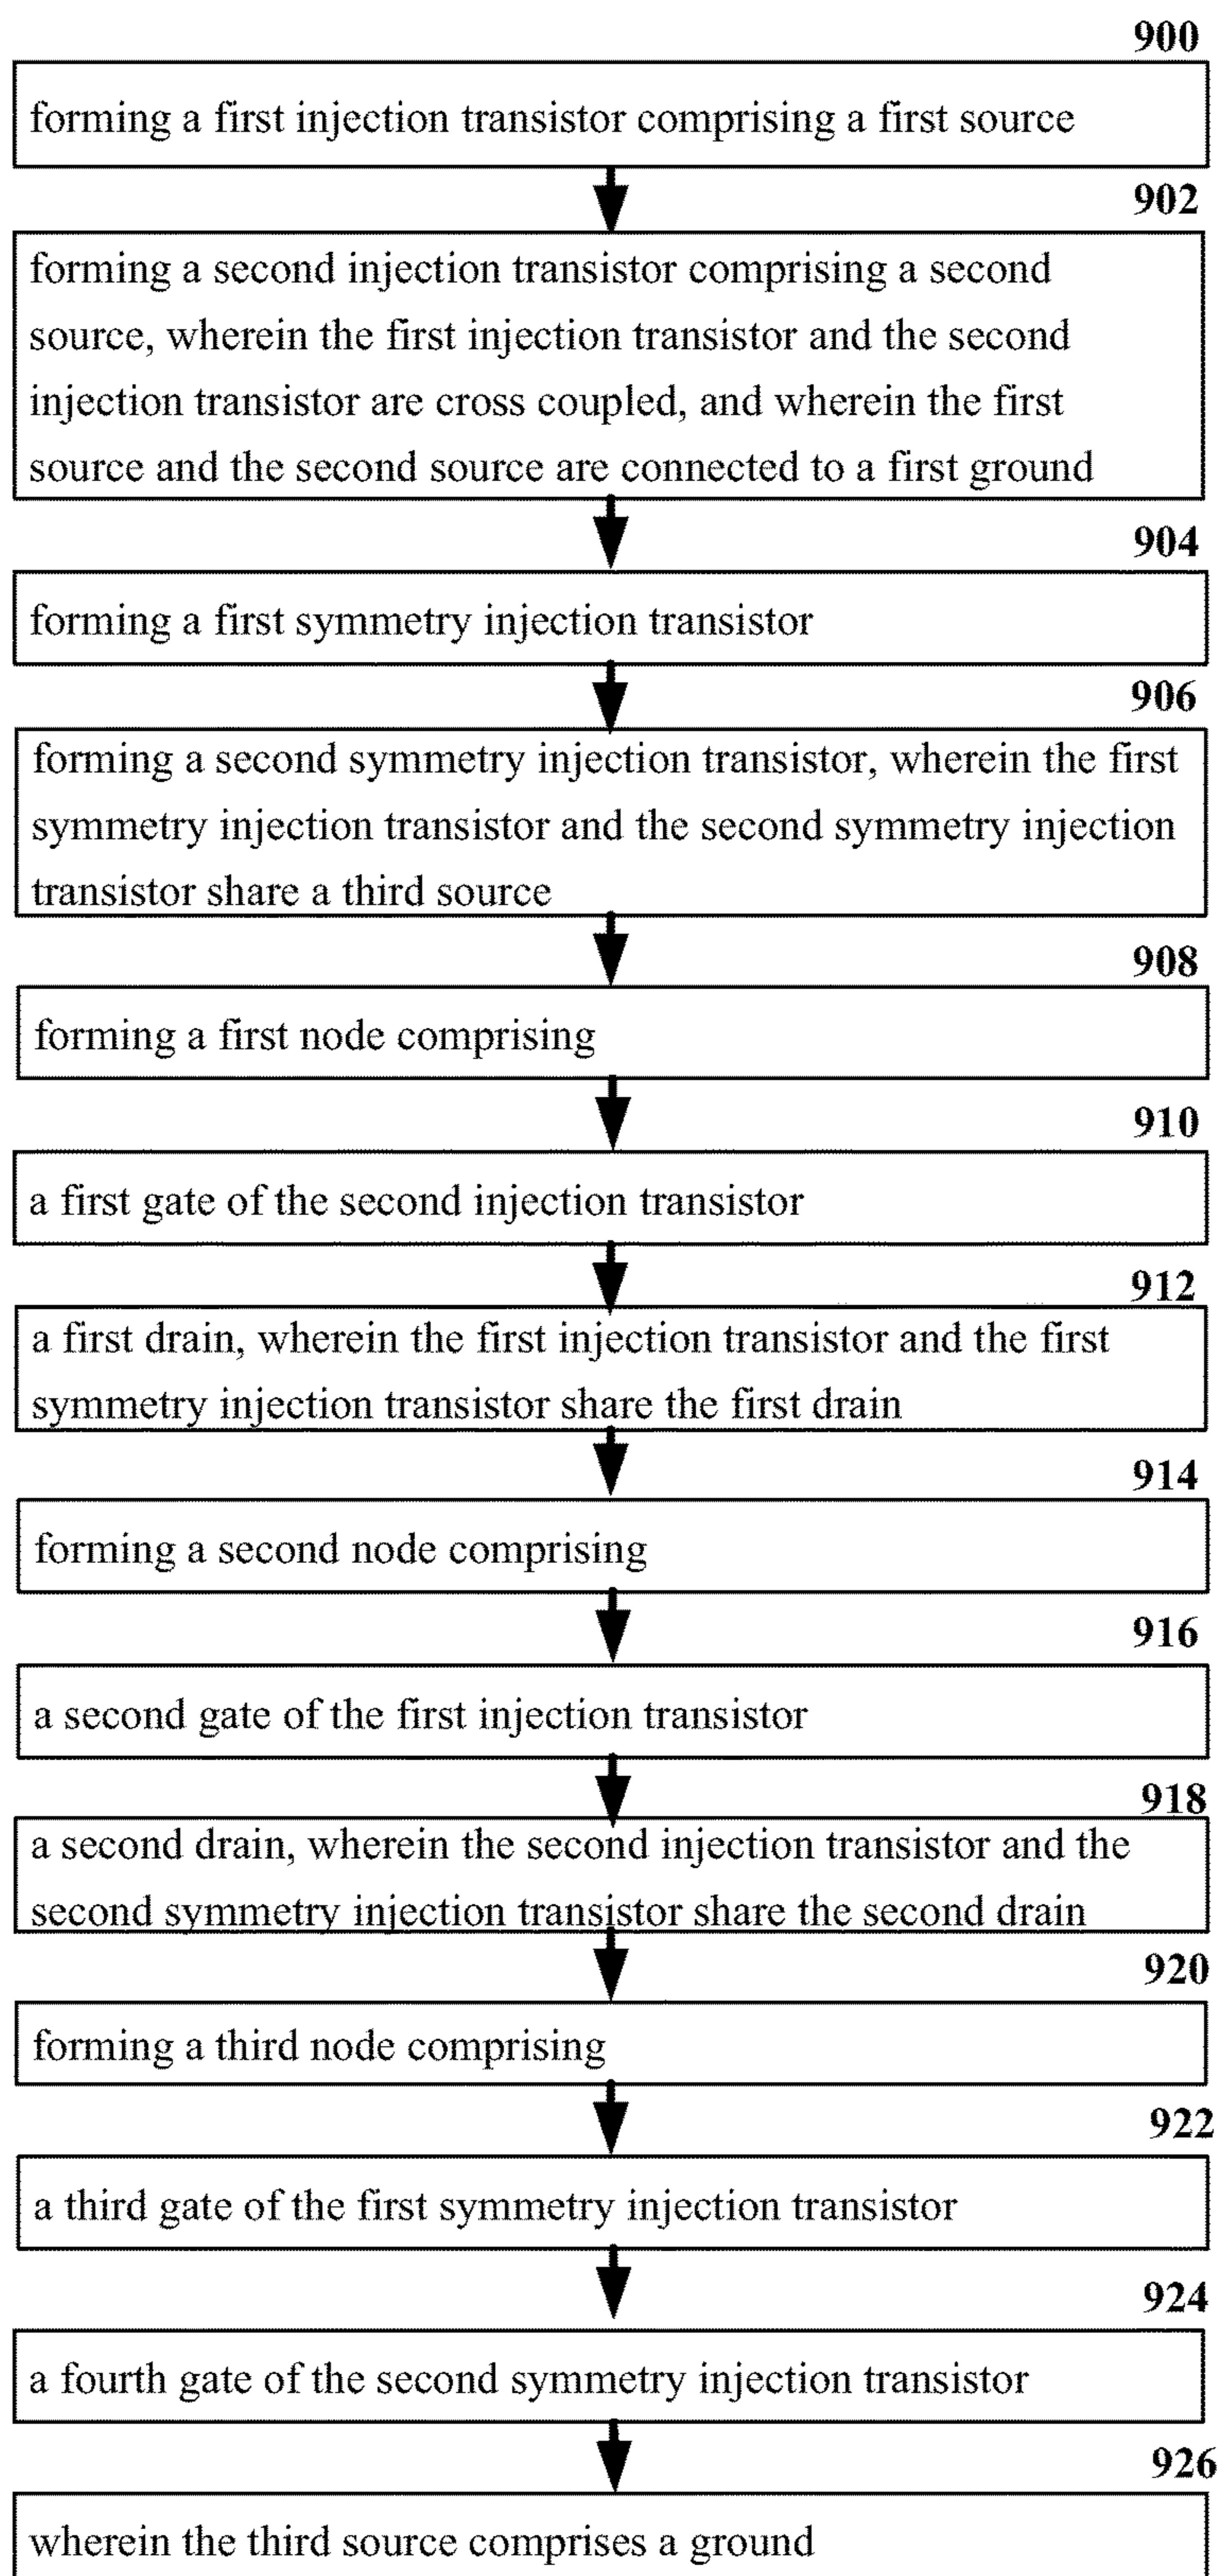 900
forming a first injection transistor comprising a first source
902
forming a second injection transistor comprising a second
source, wherein the first injection transistor and the second
injection transistor are cross coupled, and wherein the first
source and the second source are connected to a first ground
904
forming a first symmetry injection transistor
906
forming a second symmetry injection transistor, wherein the first
symmetry injection transistor and the second symmetry injection
transistor share a third source
908
forming a first node comprising
910
a first gate of the second injection transistor
912
a first drain, wherein the first injection transistor and the first
symmetry injection transistor share the first drain
914
forming a second node comprising
916
a second gate of the first injection transistor
918
a second drain, wherein the second injection transistor and the
second symmetry injection transistor share the second drain
920
forming a third node comprising
922
a third gate of the first symmetry injection transistor
924
a fourth gate of the second symmetry injection transistor
926
wherein the third source comprises a ground